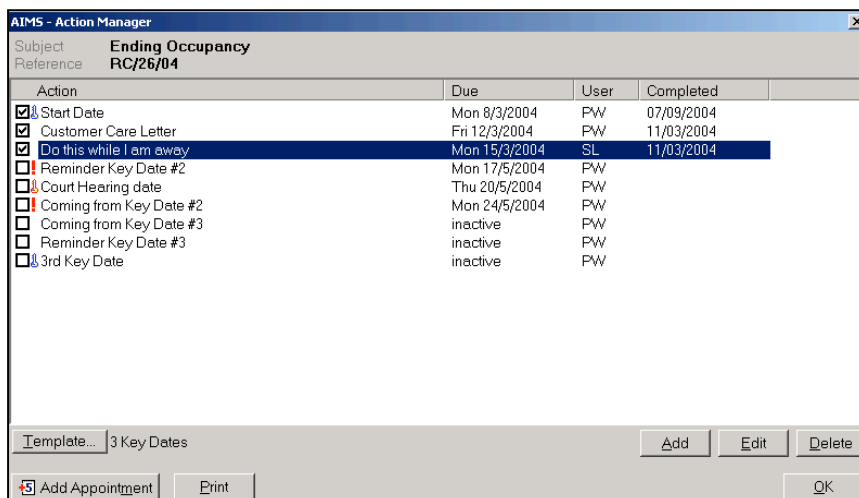 AIMS - Action Manager
Subject Ending Occupancy
Reference RC/26/04
Action Due User Completed
Start Date Mon 8/3/2004 PW 07/09/2004
Customer Care Letter Fri 12/3/2004 PW 11/03/2004
Do this while I am away Mon 15/3/2004 SL 11/03/2004
Reminder Key Date #2 Mon 17/5/2004 PW
Court Hearing date Thu 20/5/2004 PW
Coming from Key Date #2 Mon 24/5/2004 PW
Coming from Key Date #3 inactive PW
Reminder Key Date #3 inactive PW
3rd Key Date inactive PW
Template... 3 Key Dates Add Edit Delete
+5 Add Appointment Print OK